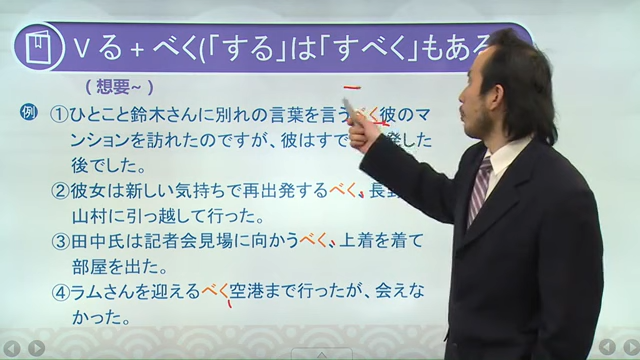 Vる+べく(「する」は「すべく」もある
(想要~)
例 ①ひとこと鈴木さんに別れの言葉を言うべく彼のマ
ンションを訪れたのですが、彼はすで 発した
後でした。
②彼女は新しい気持ちで再出発するべく、長野
山村に引っ越して行った。
③田中氏は記者会見場に向かうべく、上着を着て
部屋を出た。
④ラムさんを迎えるべく空港まで行ったが、会えな
かった。